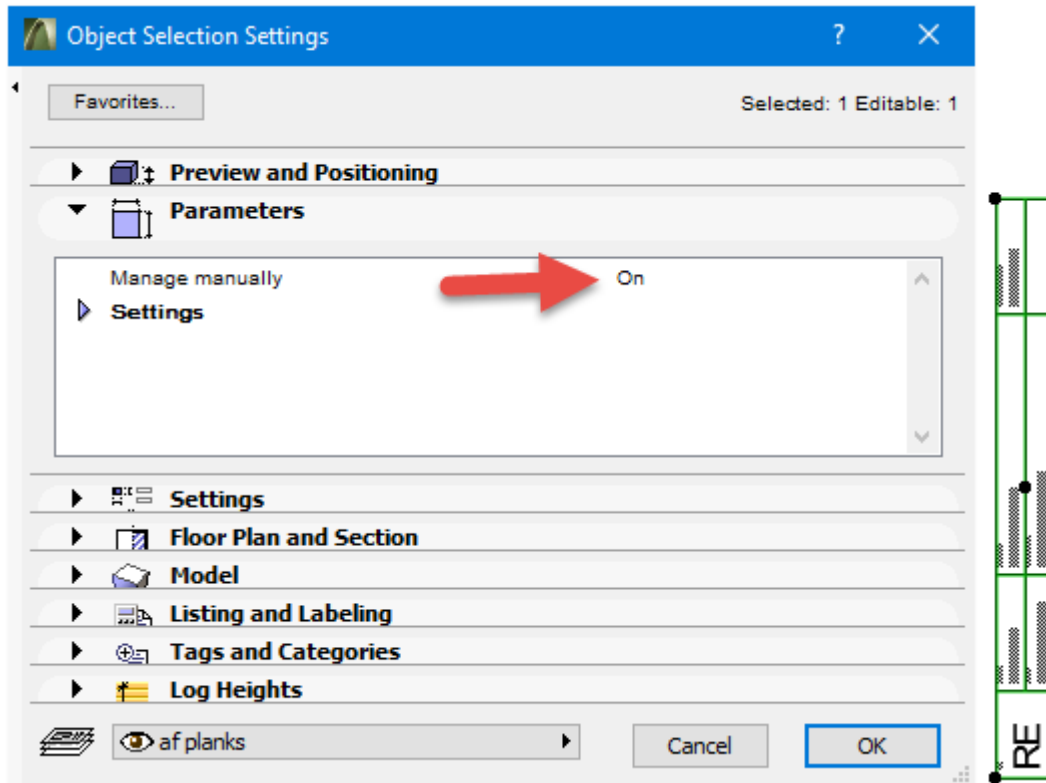 Object Selection Settings
?
Favorites...
Selected: 1 Editable: 1
Preview and Positioning
Parameters
Manage manually On
Settings
Settings
Floor Plan and Section
Model
Listing and Labeling
Tags and Categories
Log Heights
af planks
Cancel
OK
RE